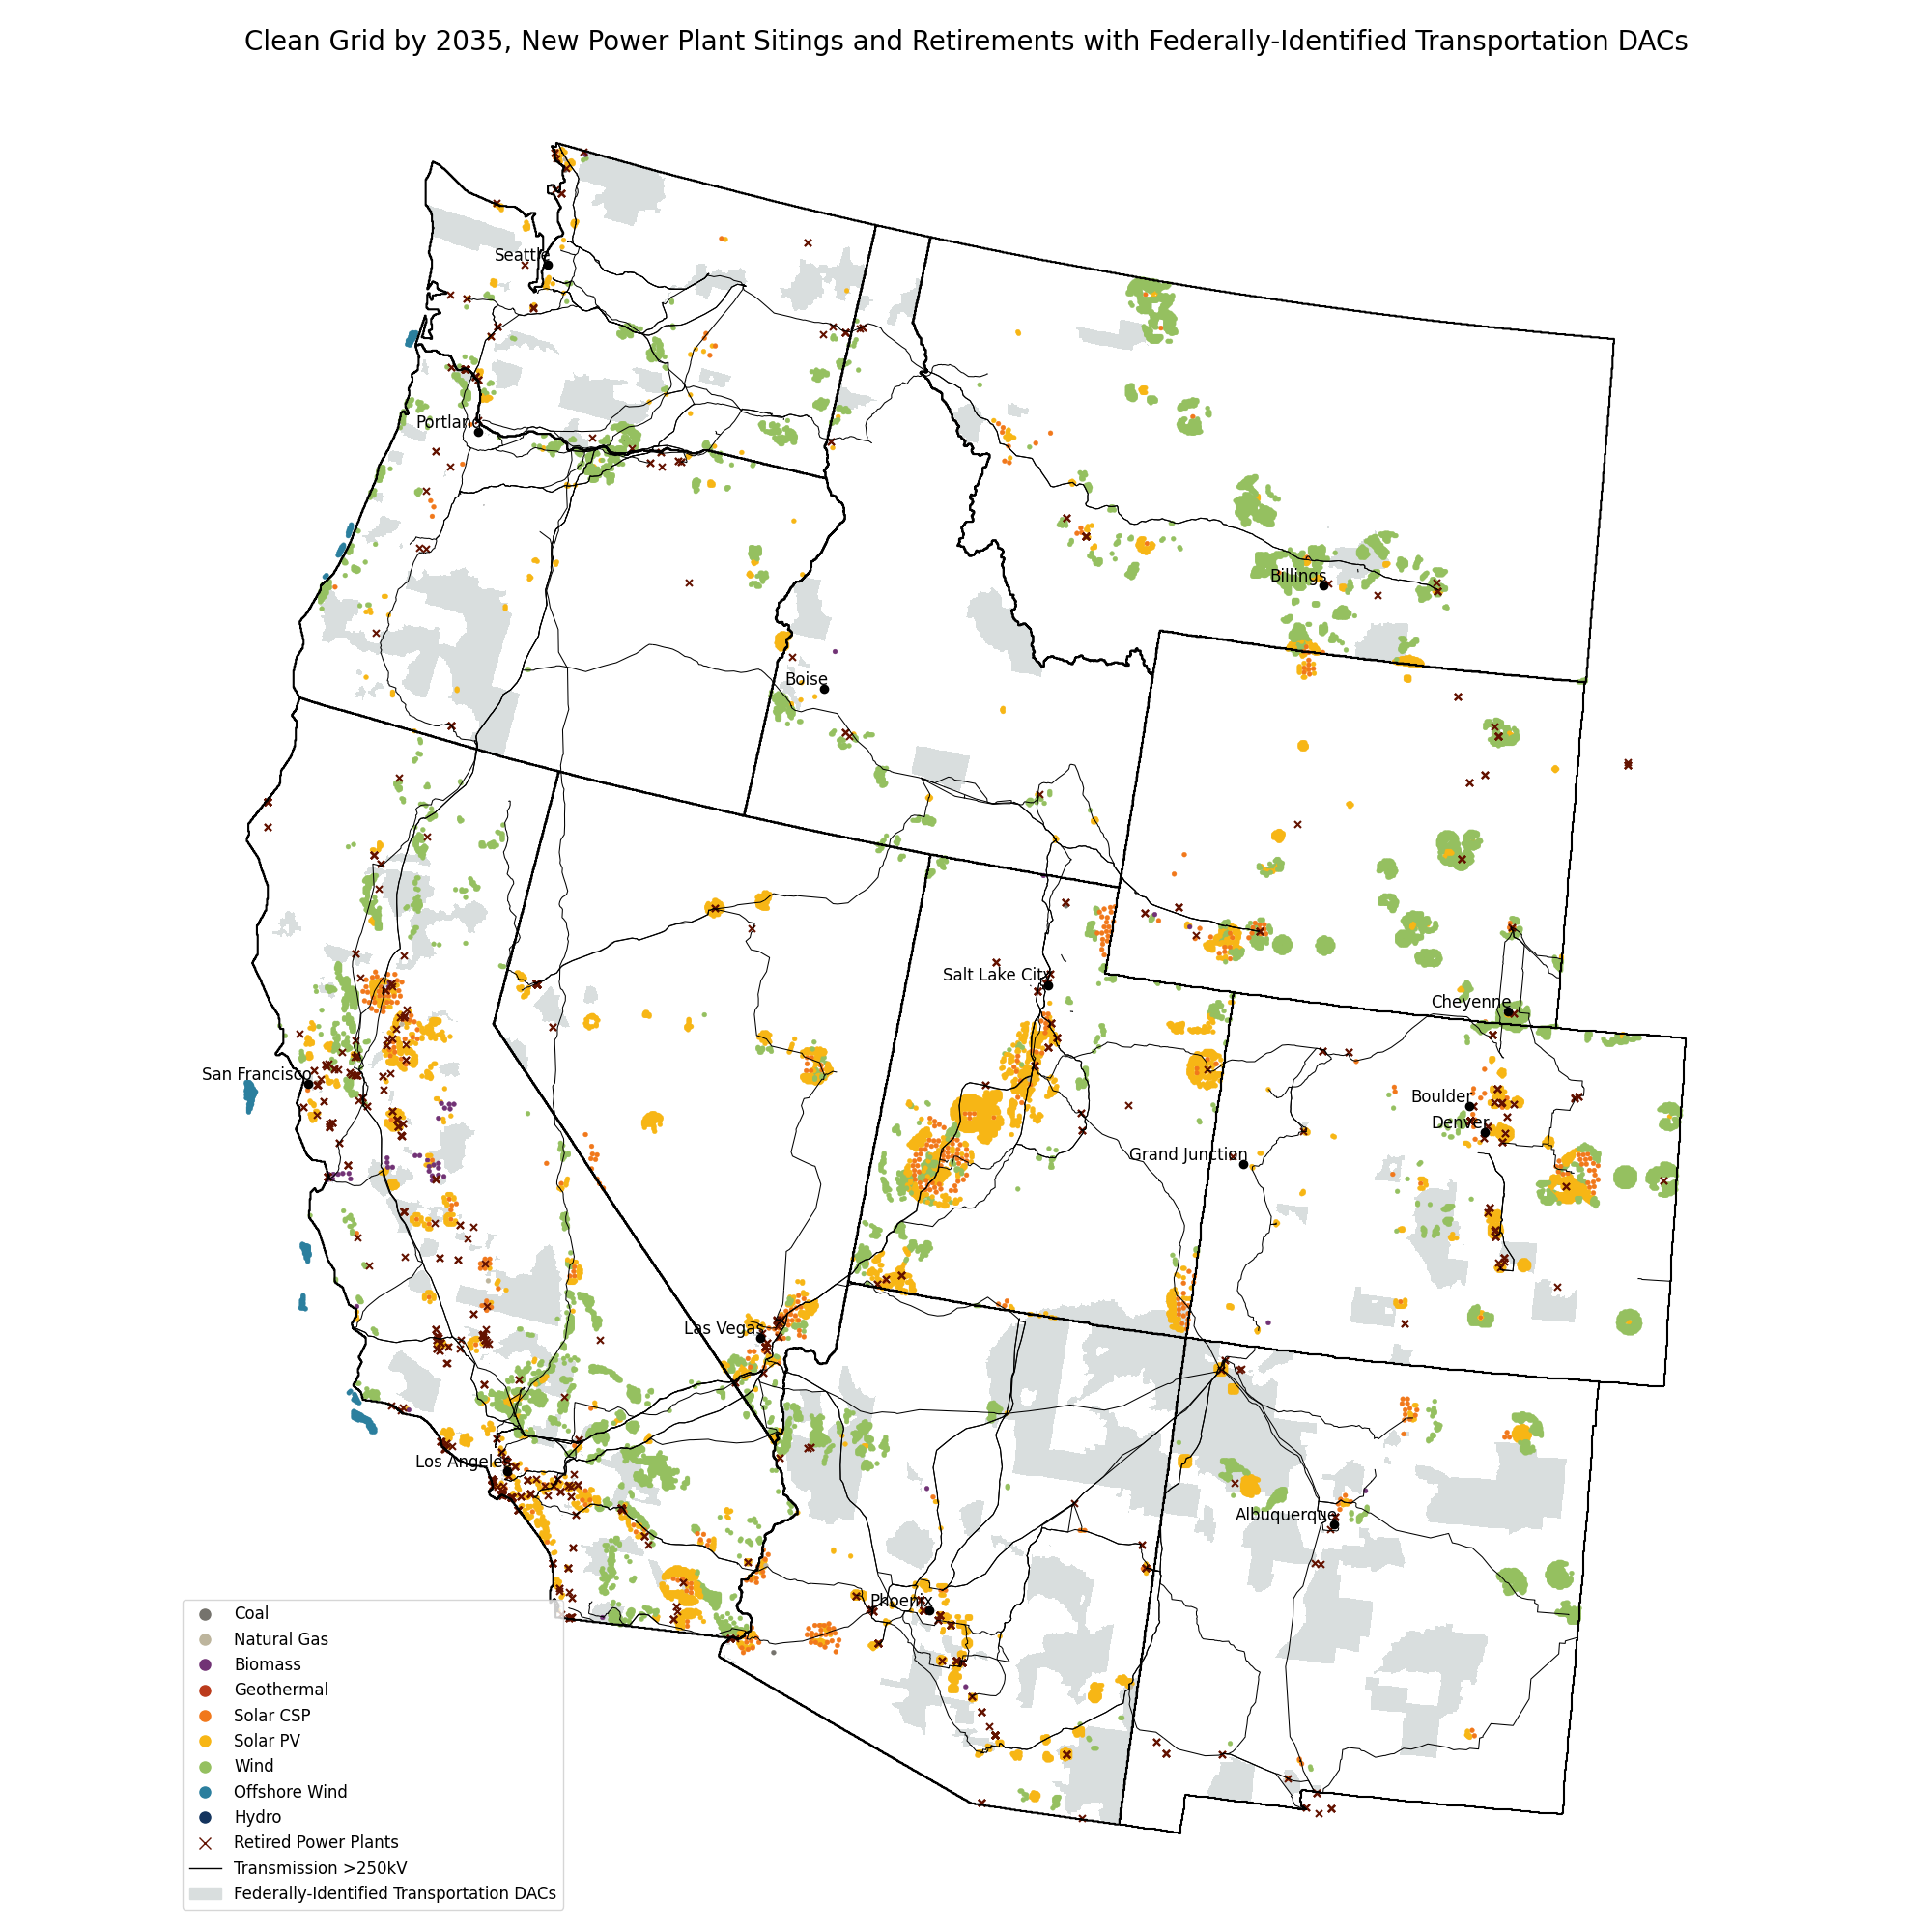 Clean Grid by 2035, New Power Plant Sitings and Retirements with Federally-Identified Transportation DACs
Seattle
Portland
Billings
Boise
Salt Lake City
Cheyenne
San Francisco
Boulder
Denver
Grand Junction
Las Vegas
Los Angeles
Albuquerque
Phoenix
Coal
Natural Gas
Biomass
Geothermal
Solar CSP
Solar PV
Wind
Offshore Wind
Hydro
Retired Power Plants
Transmission >250kV
Federally-Identified Transportation DACs